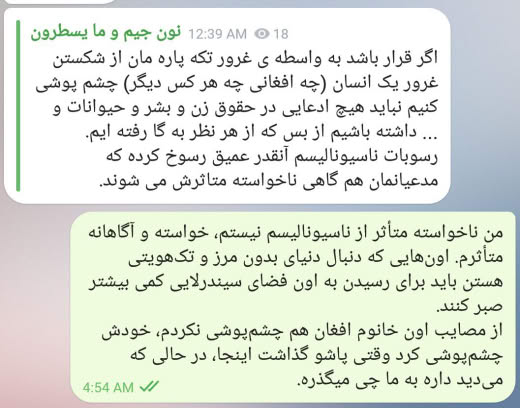 نون جیم و ما یسطرون 12:39 AM 18
اگر قرار باشد به واسطه ی غرور تکه پاره مان از شکستن
غرور یک انسان (چه افغانی چه هر کس دیگر) چشم پوشی
کنیم نباید هیچ ادعایی در حقوق زن و بشر و حیوانات و
... داشته باشیم از بس که از هر نظر به گا رفته ایم.
رسوبات ناسیونالیسم آنقدر عمیق رسوخ کرده که
مدعیانمان هم گاهی ناخواسته متاثرش می شوند.
من ناخواسته متأثر از ناسیونالیسم نیستم، خواسته و آگاهانه
متأثرم. اون‌هایی که دنبال دنیای بدون مرز و تک‌هویتی
هستن باید برای رسیدن به اون فضای سیندرلایی کمی بیشتر
صبر کنند.
از مصایب اون خانوم افغان هم چشم‌پوشی نکردم، خودش
چشم‌پوشی کرد وقتی پاشو گذاشت اینجا، در حالی که
می‌دید داره به ما چی میگذره.
4:54 AM